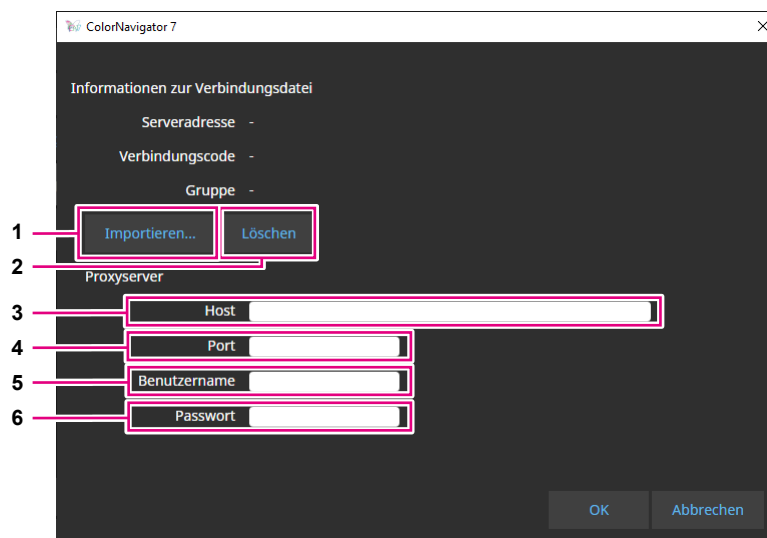 ColorNavigator 7
Informationen zur Verbindungsdatei
Serveradresse -
Verbindungscode -
Gruppe -
1 Importieren... Löschen
2
Proxyserver
3 Host
4 Port
5 Benutzername
6 Passwort
OK Abbrechen